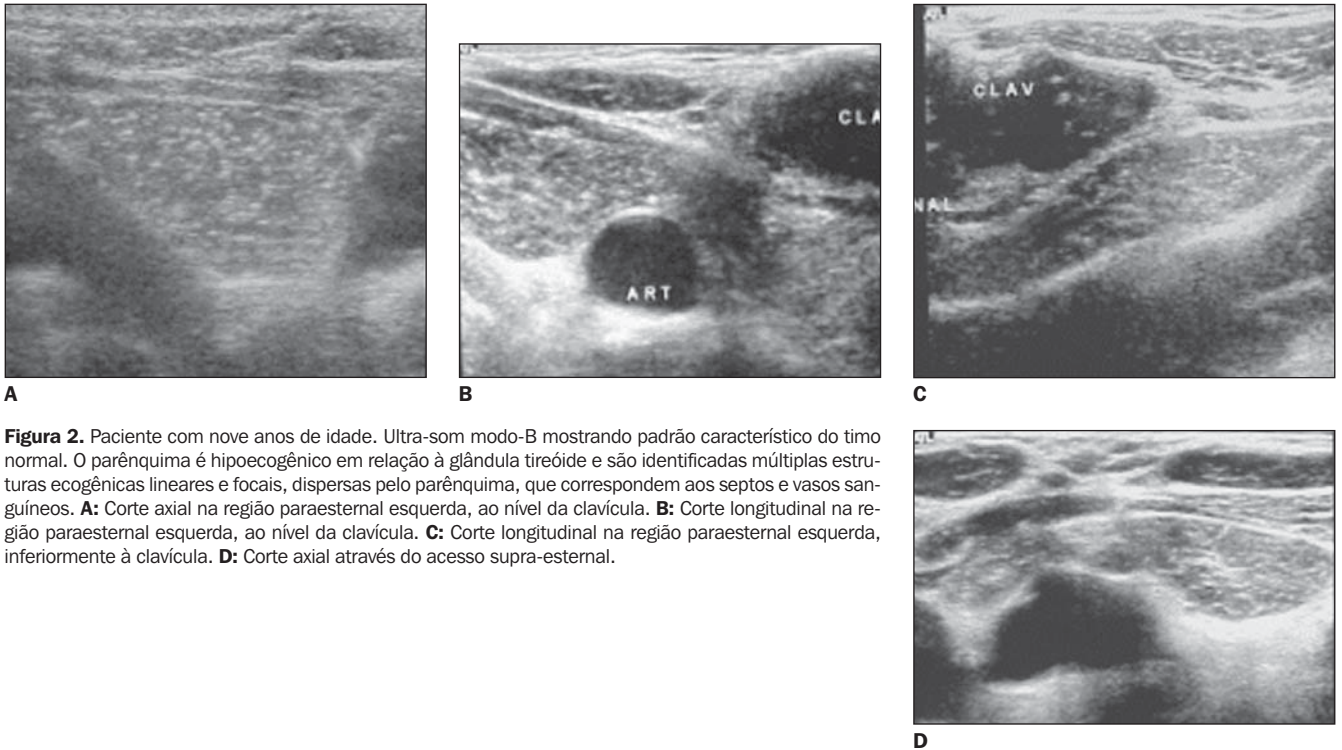 CLA
ART
CLAV
NAL
A
B
C
Figura 2. Paciente com nove anos de idade. Ultra-som modo-B mostrando padrão característico do timo
normal. O parênquima é hipoecogênico em relação à glândula tireóide e são identificadas múltiplas estru-
turas ecogênicas lineares e focais, dispersas pelo parênquima, que correspondem aos septos e vasos san-
guíneos. A: Corte axial na região paraesternal esquerda, ao nível da clavícula. B: Corte longitudinal na re-
gião paraesternal esquerda, ao nível da clavícula. C: Corte longitudinal na região paraesternal esquerda,
inferiormente à clavícula. D: Corte axial através do acesso supra-esternal.
D